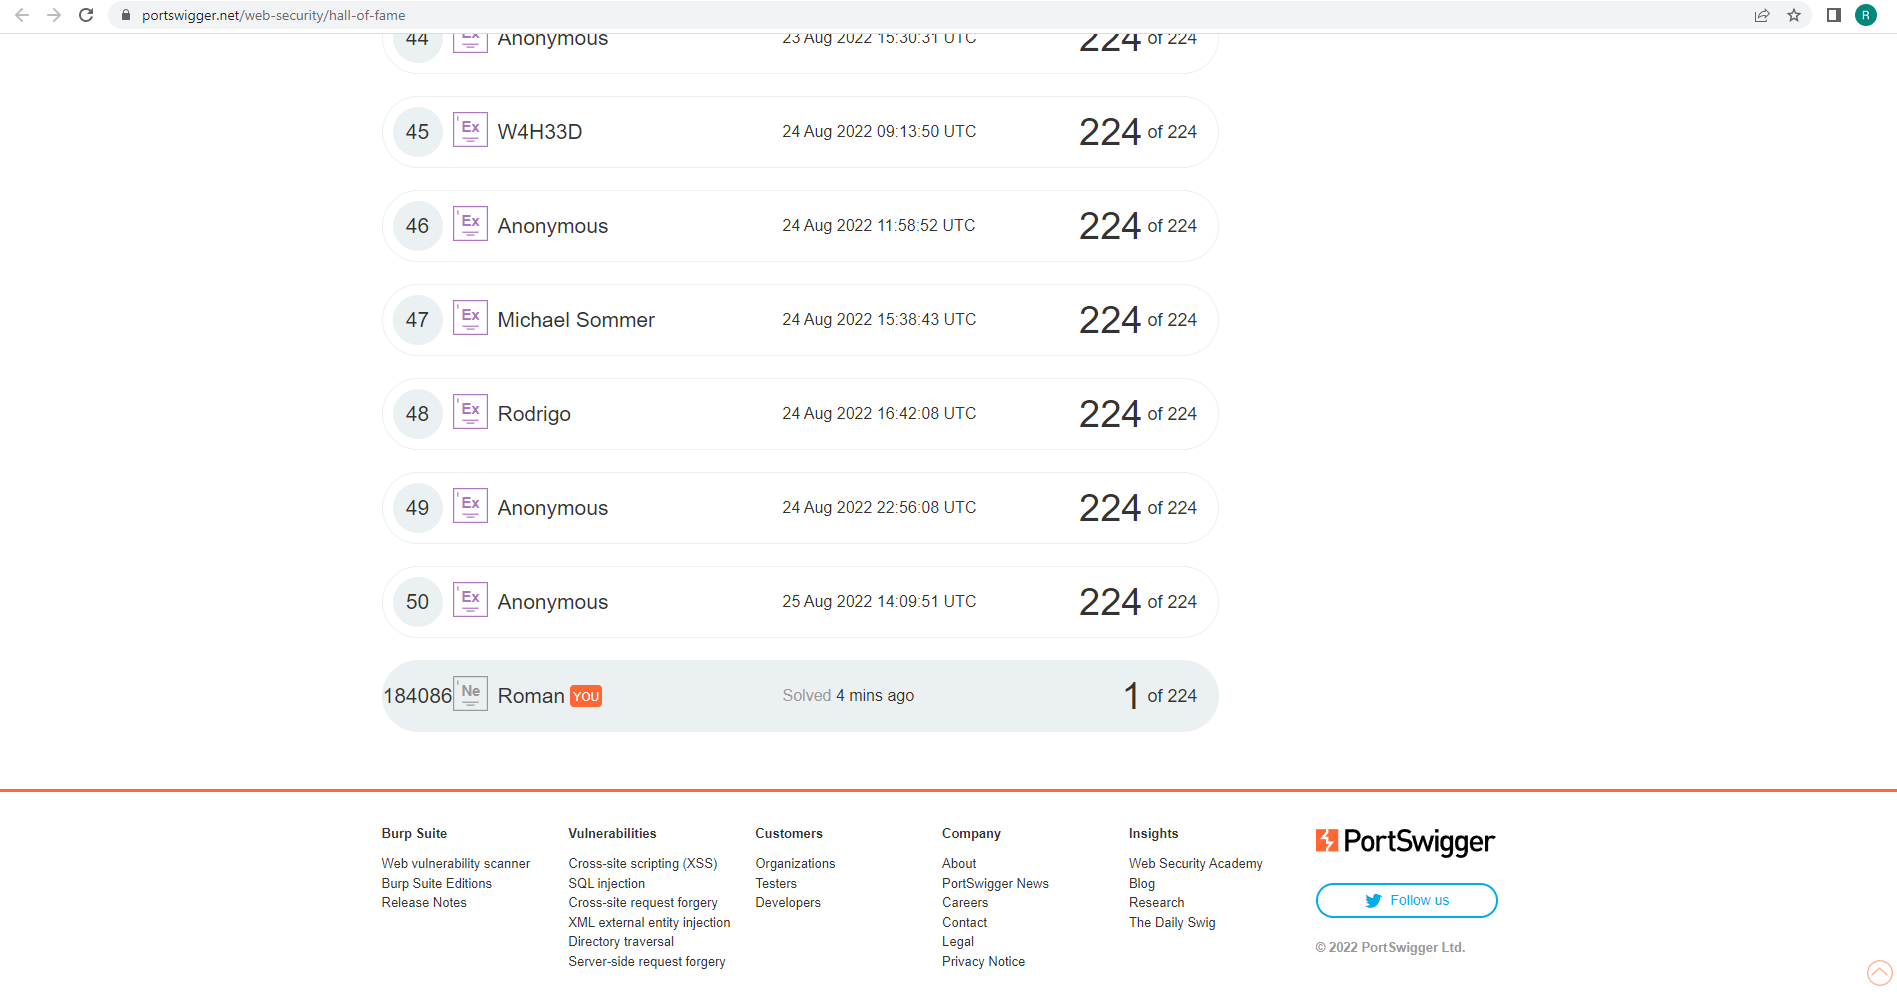 portswigger.net/web-security/hall-of-fame
R
44 Ex Anonymous 23 Aug 2022 15:30:31 UTC 224 of 224
45 Ex W4H33D 24 Aug 2022 09:13:50 UTC 224 of 224
46 Ex Anonymous 24 Aug 2022 11:58:52 UTC 224 of 224
47 Ex Michael Sommer 24 Aug 2022 15:38:43 UTC 224 of 224
48 Ex Rodrigo 24 Aug 2022 16:42:08 UTC 224 of 224
49 Ex Anonymous 24 Aug 2022 22:56:08 UTC 224 of 224
50 Ex Anonymous 25 Aug 2022 14:09:51 UTC 224 of 224
184086 Ne Roman YOU Solved 4 mins ago 1 of 224
Burp Suite
Web vulnerability scanner
Burp Suite Editions
Release Notes
Vulnerabilities
Cross-site scripting (XSS)
SQL injection
Cross-site request forgery
XML external entity injection
Directory traversal
Server-side request forgery
Customers
Organizations
Testers
Developers
Company
About
PortSwigger News
Careers
Contact
Legal
Privacy Notice
Insights
Web Security Academy
Blog
Research
The Daily Swig
PortSwigger
Follow us
© 2022 PortSwigger Ltd.